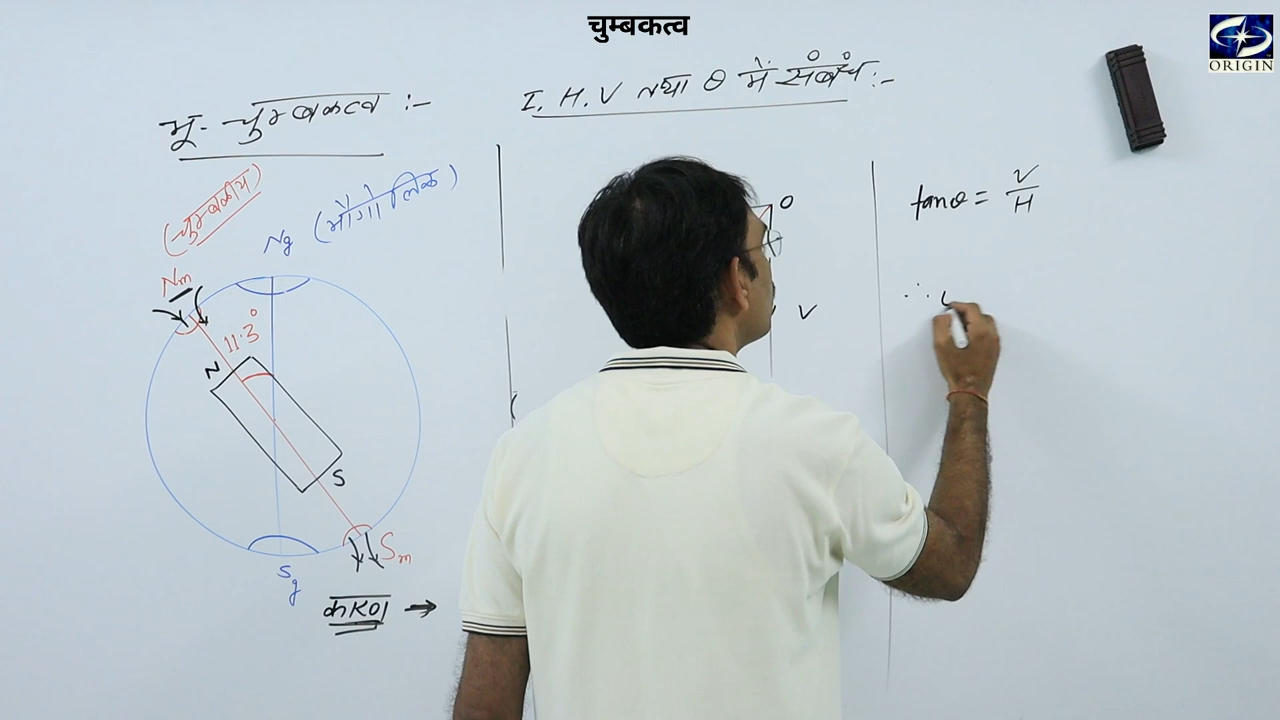 चुम्बकत्व
ORIGIN
भू- चुम्बकत्व :-
(चुम्बकीय)
(भौगोलिक)
Ng
Nm
11.3°
N
S
Sm
Sg
कारण →
I, H, V तथा θ में संबंध :-
O
V
tanθ = V/H
∴